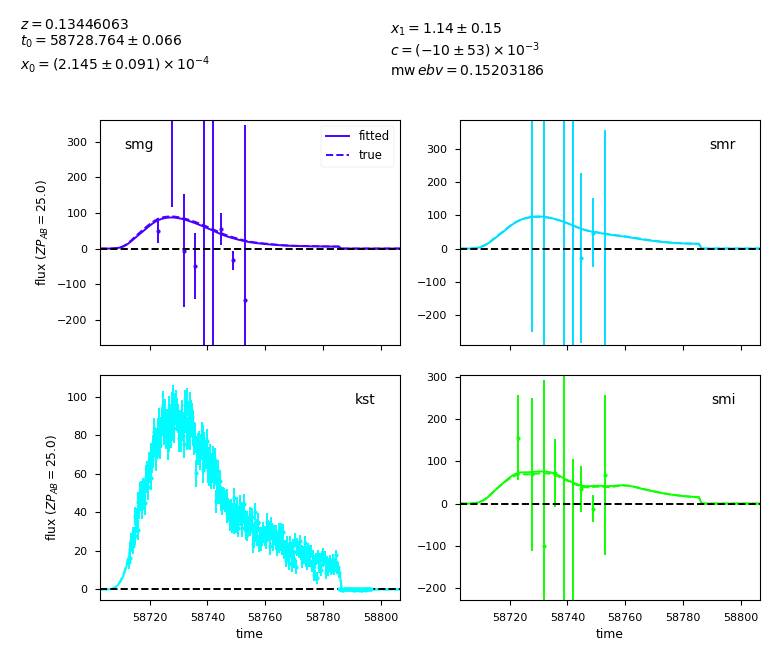 z = 0.13446063
t₀ = 58728.764 ± 0.066
x₀ = (2.145 ± 0.091) × 10⁻⁴
x₁ = 1.14 ± 0.15
c = (−10 ± 53) × 10⁻³
mw ebv = 0.15203186
smg
fitted
true
300
200
100
0
−100
−200
flux (ZP_AB = 25.0)
smr
300
200
100
0
−100
−200
kst
100
80
60
40
20
0
flux (ZP_AB = 25.0)
58720 58740 58760 58780 58800
time
smi
300
200
100
0
−100
−200
58720 58740 58760 58780 58800
time